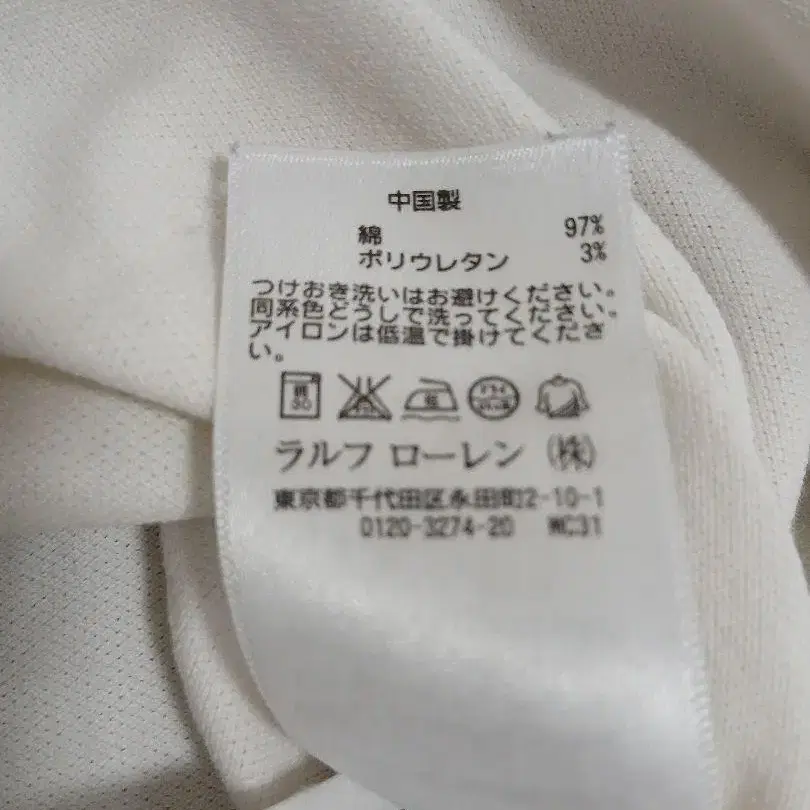 中国製
綿 97%
ポリウレタン 3%
つけおき洗いはお避けください。
同系色どうしで洗ってください。
アイロンは低温で掛けてくださ
い。
30
ラルフ ローレン (株)
東京都千代田区永田町2-10-1
0120-3274-20 WC31